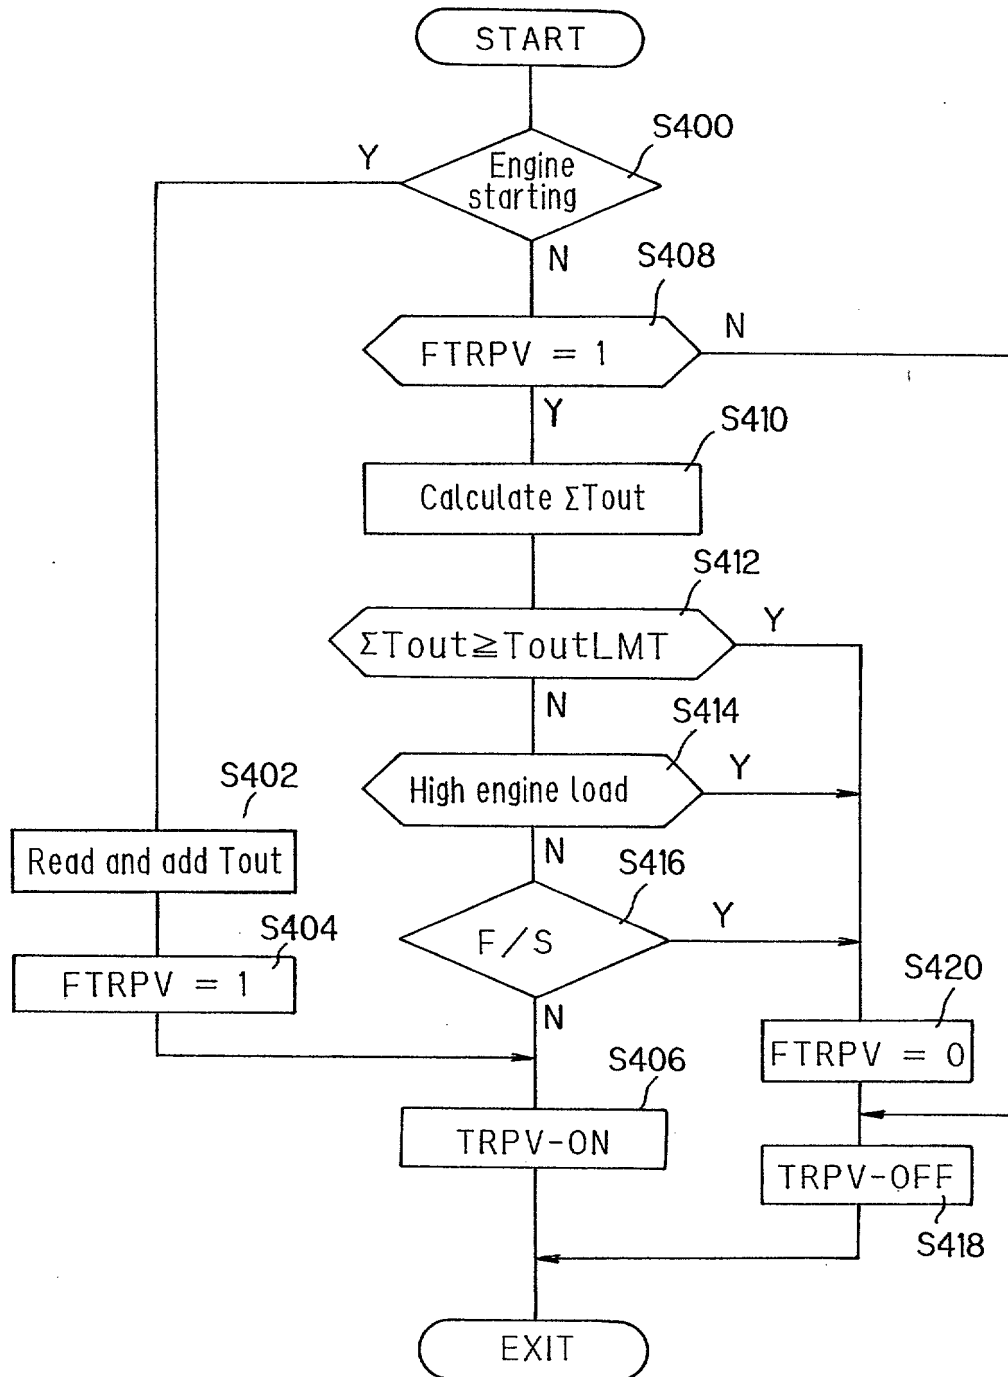 START
S400
Y
Engine
starting
N
S408
FTRPV = 1
N
Y
S410
Calculate ΣTout
S412
ΣTout≧ToutLMT
Y
N
S414
High engine load
Y
S402
Read and add Tout
N
S416
F/S
Y
S404
FTRPV = 1
N
S420
FTRPV = 0
S406
TRPV-ON
TRPV-OFF
S418
EXIT